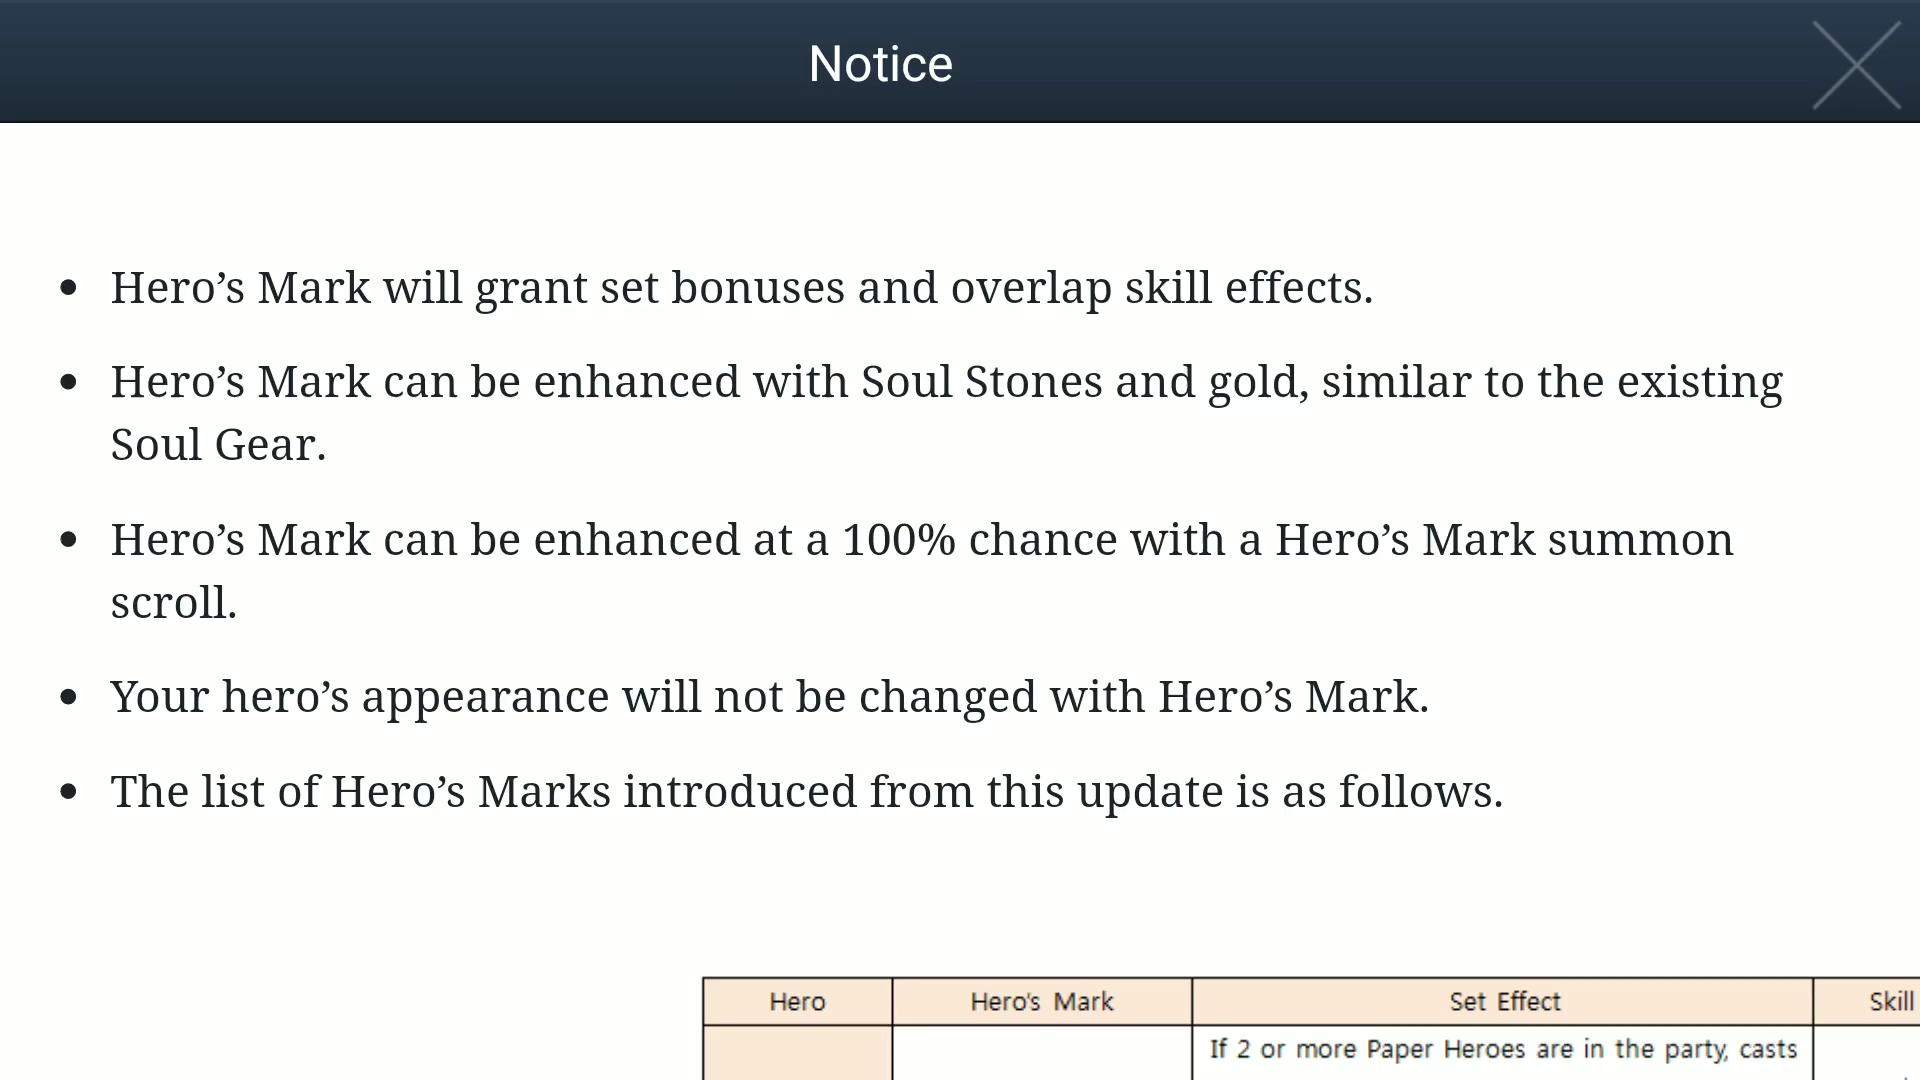 Notice
• Hero’s Mark will grant set bonuses and overlap skill effects.
• Hero’s Mark can be enhanced with Soul Stones and gold, similar to the existing
Soul Gear.
• Hero’s Mark can be enhanced at a 100% chance with a Hero’s Mark summon
scroll.
• Your hero’s appearance will not be changed with Hero’s Mark.
• The list of Hero’s Marks introduced from this update is as follows.
Hero Hero's Mark Set Effect Skill
If 2 or more Paper Heroes are in the party, casts